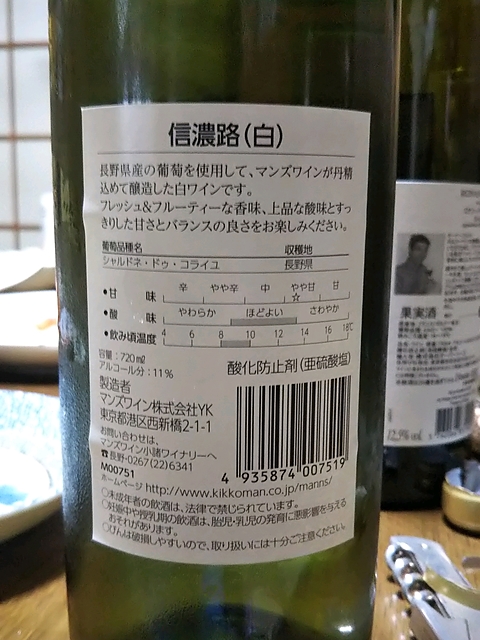 信濃路(白)
長野県産の葡萄を使用して、マンズワインが丹精
込めて醸造した白ワインです。
フレッシュ&フルーティーな香味、上品な酸味とすっ
きりした甘さとバランスの良さをお楽しみください。
葡萄品種名 収穫地
シャルドネ・ドゥ・コライユ 長野県
•甘 味 辛 やや辛 中 やや甘 甘
☆
•酸 味 やわらか ほどよい さわやか
•飲み頃温度 4 6 8 10 12 14 16 18℃
容量:720㎖
アルコール分:11%
酸化防止剤(亜硫酸塩)
製造者
マンズワイン株式会社YK
東京都港区西新橋2-1-1
お問い合わせは、
マンズワイン小諸ワイナリーへ
☎長野・0267(22)6341
M00751
4 935874 007519
ホームページ http://www.kikkoman.co.jp/manns/
○未成年者の飲酒は、法律で禁じられています。
○妊娠中や授乳期の飲酒は、胎児・乳児の発育に悪影響を与える
おそれがあります。
○びんは破損しやすいので、取り扱いには十分ご注意ください。
果実酒
12.5% vol.